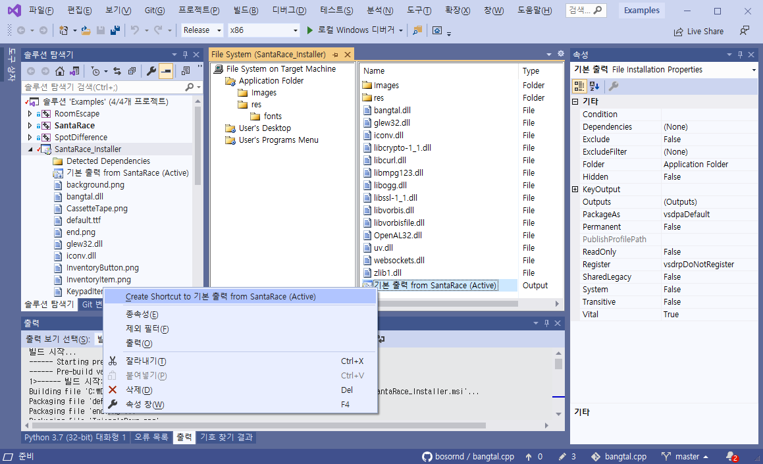 파일(F) 편집(E) 보기(V) Git(G) 프로젝트(P) 빌드(B) 디버그(D) 테스트(S) 분석(N) 도구(T) 확장(X) 창(W) 도움말(H) 검색... Examples
Release x86 로컬 Windows 디버거 Live Share
솔루션 탐색기
솔루션 탐색기 검색(Ctrl+;)
솔루션 'Examples' (4/4개 프로젝트)
RoomEscape
SantaRace
SpotDifference
SantaRace_Installer
Detected Dependencies
기본 출력 from SantaRace (Active)
background.png
bangtal.dll
CassetteTape.png
default.ttf
end.png
glew32.dll
iconv.dll
InventoryButton.png
InventoryItem.png
솔루션 탐색기
File System (SantaRace_Installer)
File System on Target Machine
Application Folder
Images
res
fonts
User's Desktop
User's Programs Menu
Name Type
Images Folder
res Folder
bangtal.dll File
glew32.dll File
iconv.dll File
libcrypto-1_1.dll File
libcurl.dll File
libmpg123.dll File
libogg.dll File
libssl-1_1.dll File
libvorbis.dll File
libvorbisfile.dll File
OpenAL32.dll File
uv.dll File
websockets.dll File
zlib1.dll File
기본 출력 from SantaRace (Active) Output
속성
기본 출력 File Installation Properties
기타
Condition
Dependencies (None)
Exclude False
ExcludeFilter (None)
Folder Application Folder
Hidden False
KeyOutput
Outputs (Outputs)
PackageAs vsdpaDefault
Permanent False
PublishProfilePath
ReadOnly False
Register vsdrpDoNotRegister
SharedLegacy False
System False
Transitive False
Vital True
기타
Create Shortcut to 기본 출력 from SantaRace (Active)
종속성(E)
제외 필터(F)
출력(O)
잘라내기(T) Ctrl+X
붙여넣기(P) Ctrl+V
삭제(D) Del
속성 창(W) F4
출력
출력 보기 선택(S):
빌드 시작...
------ Starting pre
------ Pre-build va
1>------ 빌드 시작:
Building file 'C:\ antaRace_Installer.msi'...
Packaging file 'def
Packaging file 'end
Python 3.7 (32-bit) 대화형 1 오류 목록 출력 기호 찾기 결과
준비 bosornd / bangtal.cpp 0 3 bangtal.cpp master 2